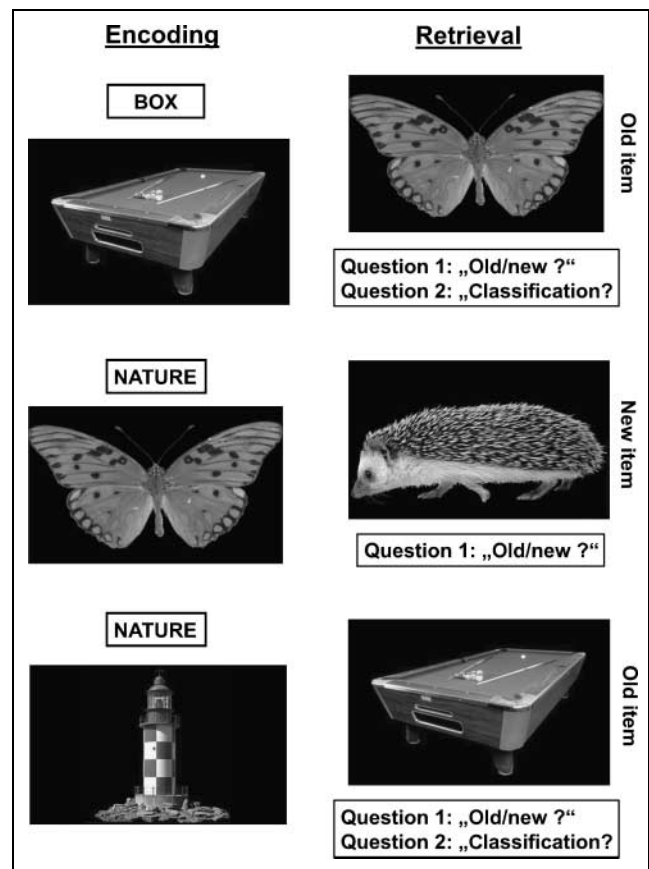 Encoding
Retrieval
BOX
Old item
Question 1: „Old/new ?“
Question 2: „Classification?
NATURE
New item
Question 1: „Old/new ?“
NATURE
Old item
Question 1: „Old/new ?“
Question 2: „Classification?